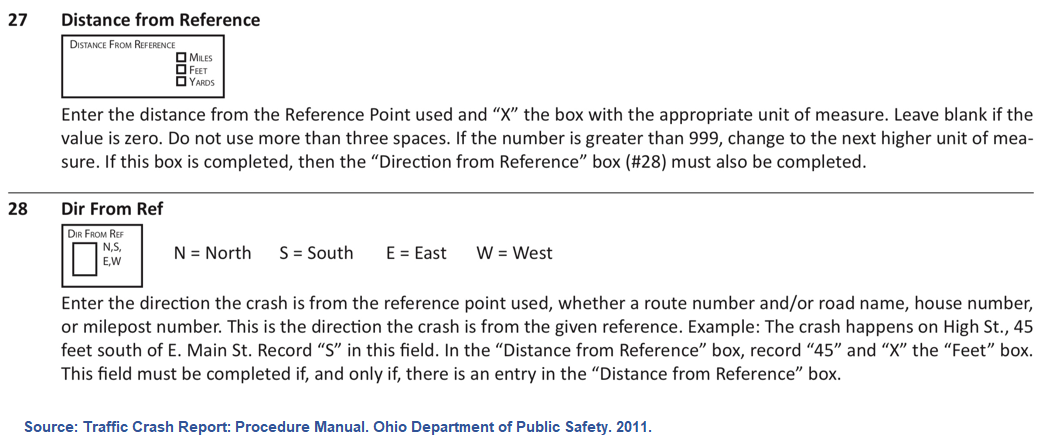 27 Distance from Reference
DISTANCE FROM REFERENCE
MILES
FEET
YARDS
Enter the distance from the Reference Point used and “X” the box with the appropriate unit of measure. Leave blank if the
value is zero. Do not use more than three spaces. If the number is greater than 999, change to the next higher unit of mea-
sure. If this box is completed, then the “Direction from Reference” box (#28) must also be completed.
28 Dir From Ref
DIR FROM REF
N,S,
E,W
N = North S = South E = East W = West
Enter the direction the crash is from the reference point used, whether a route number and/or road name, house number,
or milepost number. This is the direction the crash is from the given reference. Example: The crash happens on High St., 45
feet south of E. Main St. Record “S” in this field. In the “Distance from Reference” box, record “45” and “X” the “Feet” box.
This field must be completed if, and only if, there is an entry in the “Distance from Reference” box.
Source: Traffic Crash Report: Procedure Manual. Ohio Department of Public Safety. 2011.